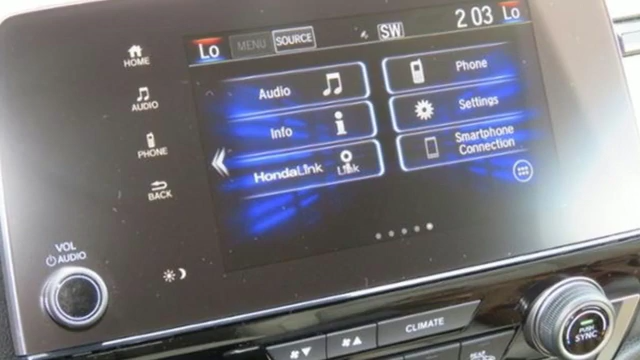 Lo MENU SOURCE SW 2 03 Lo
HOME
AUDIO
PHONE
BACK
Audio
Phone
Info
Settings
HondaLink Link
Smartphone
Connection
VOL
AUDIO
CLIMATE
PUSH
SYNC